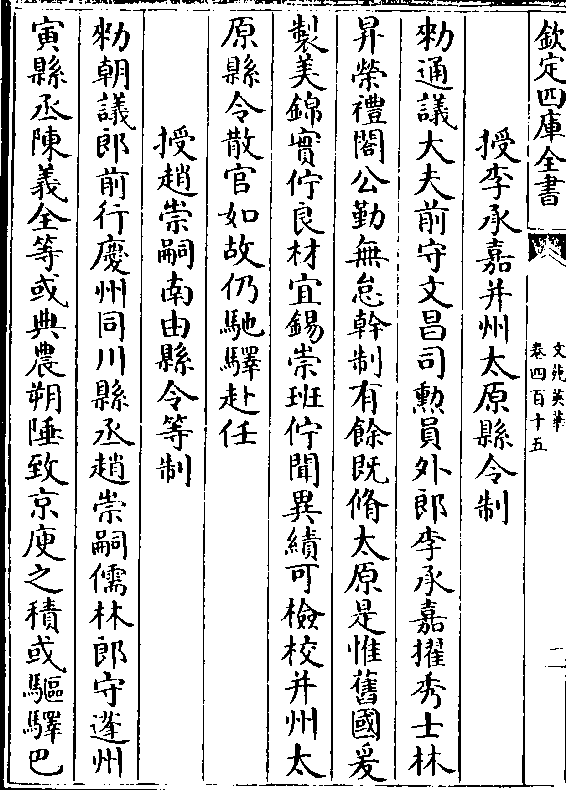 欽定四庫全書
文苑英華
卷四百十五
二
授李承嘉并州太原縣令制
勑通議大夫前守文昌司勲員外郎李承嘉擢秀士林
昇榮禮閣公勤無怠幹制有餘既脩太原是惟舊國爰
製美錦實佇良材宜錫崇班佇聞異績可檢校并州太
原縣令散官如故仍馳驛赴任
授趙崇嗣南由縣令等制
勑朝議郎前行慶州同川縣丞趙崇嗣儒林郎守蓬州
寅縣丞陳義全等或典農朔陲致京庾之積或驅驛巴